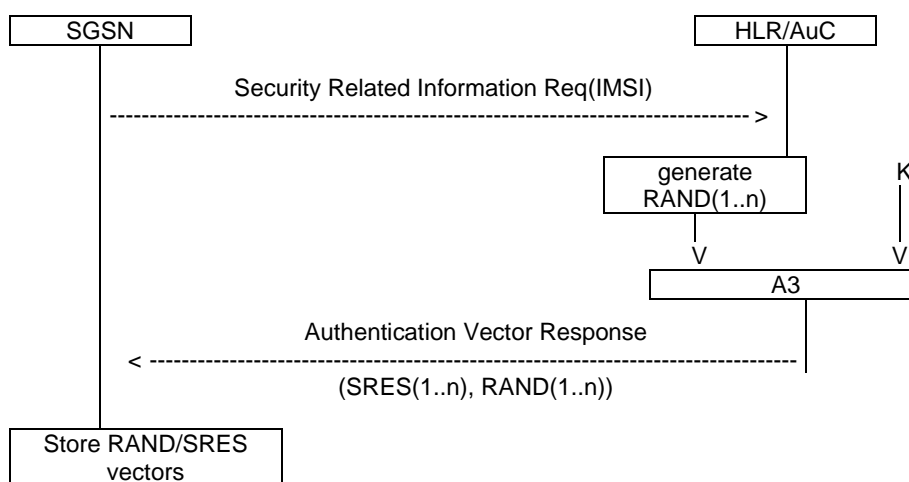 SGSN HLR/AuC
Security Related Information Req(IMSI)
------------------------------------------------------------------------------------ >
generate K
RAND(1..n)
V V
A3
Authentication Vector Response
< -------------------------------------------------------------------------------------
(SRES(1..n), RAND(1..n))
Store RAND/SRES
vectors